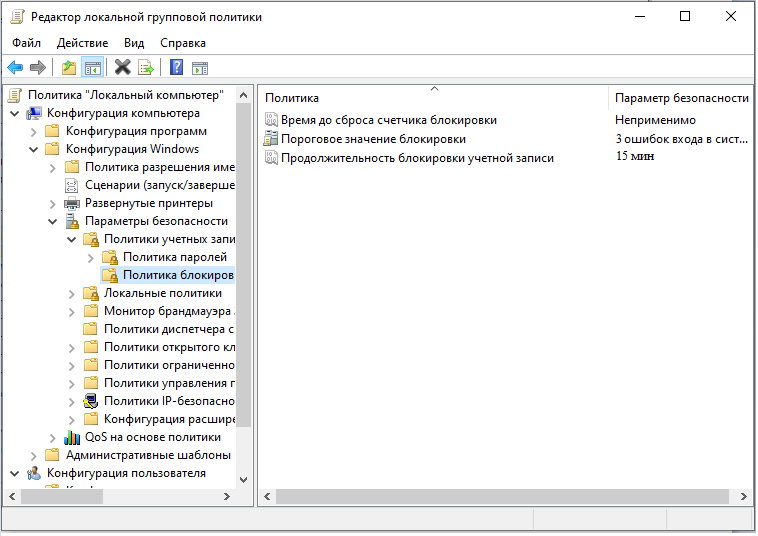 Редактор локальной групповой политики
Файл Действие Вид Справка
Политика "Локальный компьютер"
Конфигурация компьютера
Конфигурация программ
Конфигурация Windows
Политика разрешения име
Сценарии (запуск/заверше
Развернутые принтеры
Параметры безопасности
Политики учетных запи
Политика паролей
Политика блокиров
Локальные политики
Монитор брандмауэра
Политики диспетчера с
Политики открытого кл
Политики ограниченно
Политики управления п
Политики IP-безопасно
Конфигурация расшире
QoS на основе политики
Административные шаблоны
Конфигурация пользователя
Политика Параметр безопасности
Время до сброса счетчика блокировки Неприменимо
Пороговое значение блокировки 3 ошибок входа в сист...
Продолжительность блокировки учетной записи 15 мин